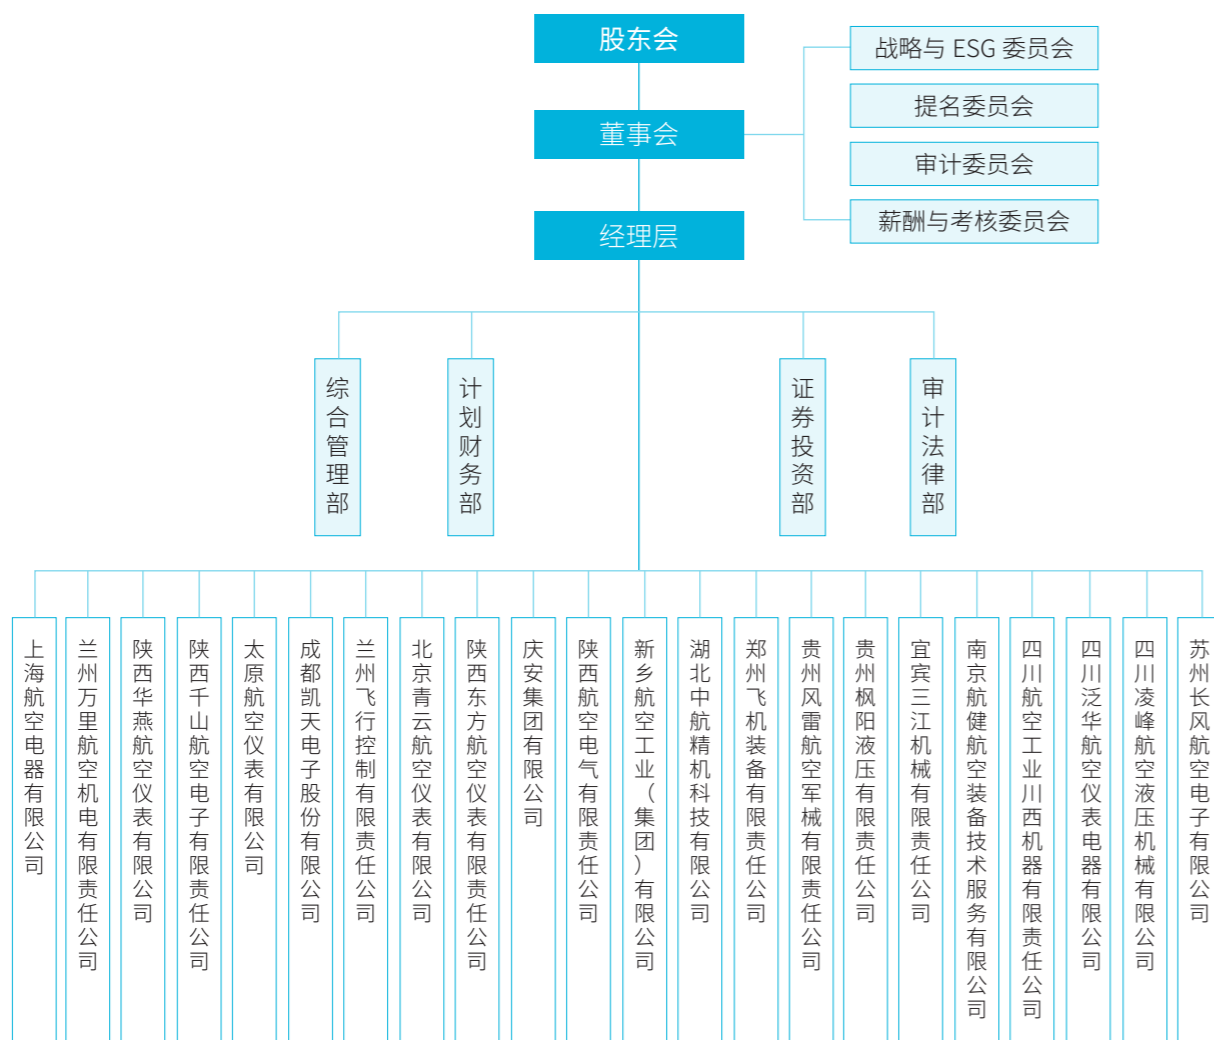 股东会
董事会
经理层
战略与 ESG 委员会
提名委员会
审计委员会
薪酬与考核委员会
综合管理部
计划财务部
证券投资部
审计法律部
上海航空电器有限公司
兰州万里航空机电有限责任公司
陕西华燕航空仪表有限公司
陕西千山航空电子有限责任公司
太原航空仪表有限公司
成都凯天电子股份有限公司
兰州飞行控制有限责任公司
北京青云航空仪表有限公司
陕西东方航空仪表有限责任公司
庆安集团有限公司
陕西航空电气有限责任公司
新乡航空工业（集团）有限公司
湖北中航精机科技有限公司
郑州飞机装备有限责任公司
贵州风雷航空军械有限责任公司
贵州枫阳液压有限责任公司
宜宾三江机械有限责任公司
南京航健航空装备技术服务有限公司
四川航空工业川西机器有限责任公司
四川泛华航空仪表电器有限公司
四川凌峰航空液压机械有限公司
苏州长风航空电子有限公司